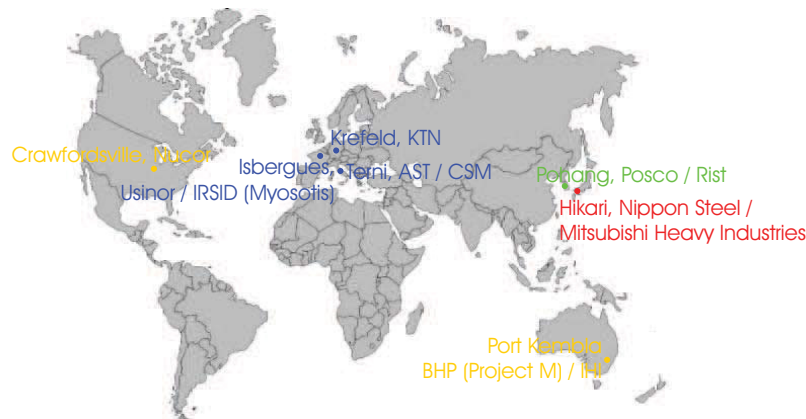 Krefeld, KTN
Crawfordsville, Nucor
Isbergues,
Terni, AST / CSM
Usinor / IRSID (Myosotis)
Pohang, Posco / Rist
Hikari, Nippon Steel /
Mitsubishi Heavy Industries
Port Kembla
BHP (Project M) / IHI